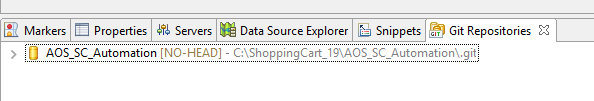 Markers Properties Servers Data Source Explorer Snippets Git Repositories
AOS_SC_Automation [NO-HEAD] - C:\ShoppingCart_19\AOS_SC_Automation\.git